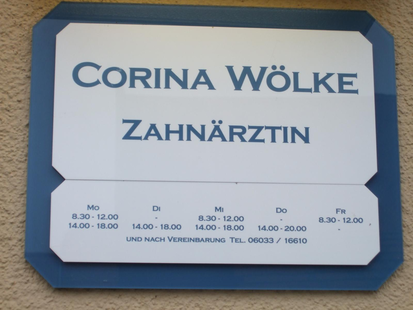 CORINA WÖLKE
ZAHNÄRZTIN
MO DI MI DO FR
8.30 - 12.00 - 8.30 - 12.00 - 8.30 - 12.00
14.00 - 18.00 14.00 - 18.00 14.00 - 18.00 14.00 - 20.00 -
UND NACH VEREINBARUNG TEL. 06033 / 16610